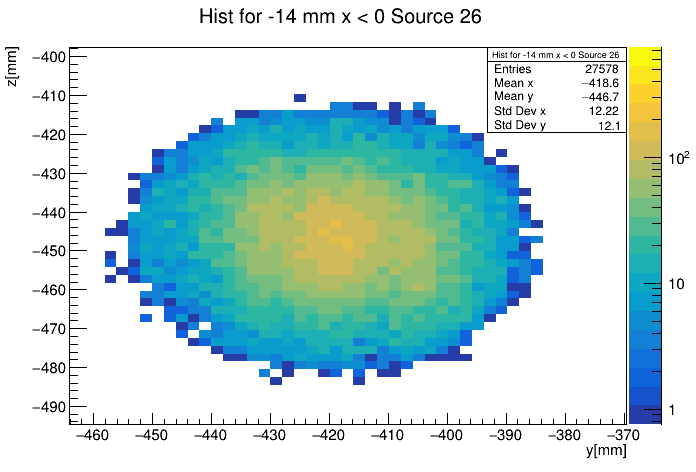 Hist for -14 mm x < 0 Source 26
z[mm]
Hist for -14 mm x < 0 Source 26
Entries 27578
Mean x −418.6
Mean y −446.7
Std Dev x 12.22
Std Dev y 12.1
−400
−410
−420
−430
−440
−450
−460
−470
−480
−490
10²
10
1
−460 −450 −440 −430 −420 −410 −400 −390 −380 −370
y[mm]